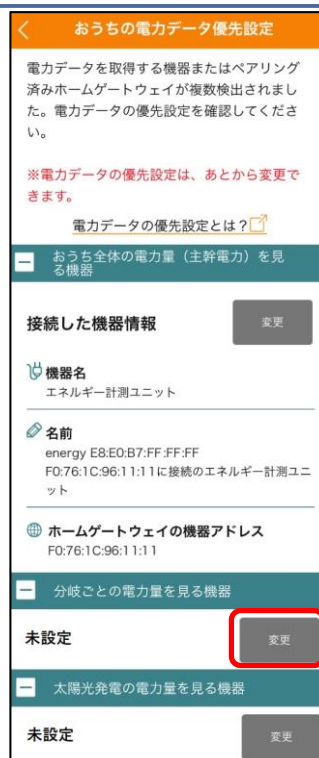 おうちの電力データ優先設定
電力データを取得する機器またはペアリング
済みホームゲートウェイが複数検出されまし
た。電力データの優先設定を確認してくださ
い。
※電力データの優先設定は、あとから変更で
きます。
電力データの優先設定とは？
おうち全体の電力量（主幹電力）を見
る機器
接続した機器情報
変更
機器名
エネルギー計測ユニット
名前
energy E8:E0:B7:FF:FF:FF
F0:76:1C:96:11:11に接続のエネルギー計測ユニ
ット
ホームゲートウェイの機器アドレス
F0:76:1C:96:11:11
分岐ごとの電力量を見る機器
未設定
変更
太陽光発電の電力量を見る機器
未設定
変更